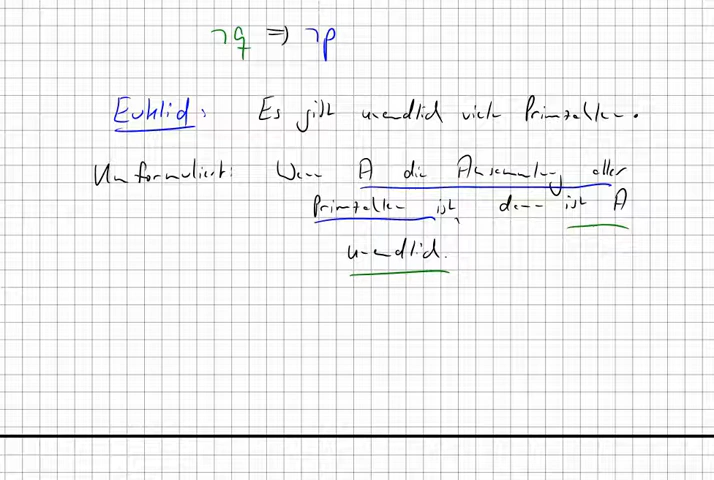 ¬q ⇒ ¬p
Euklid: Es gibt unendlich viele Primzahlen.
Umformuliert: Wenn A die Ansammlung aller
Primzahlen ist, dann ist A
unendlich.